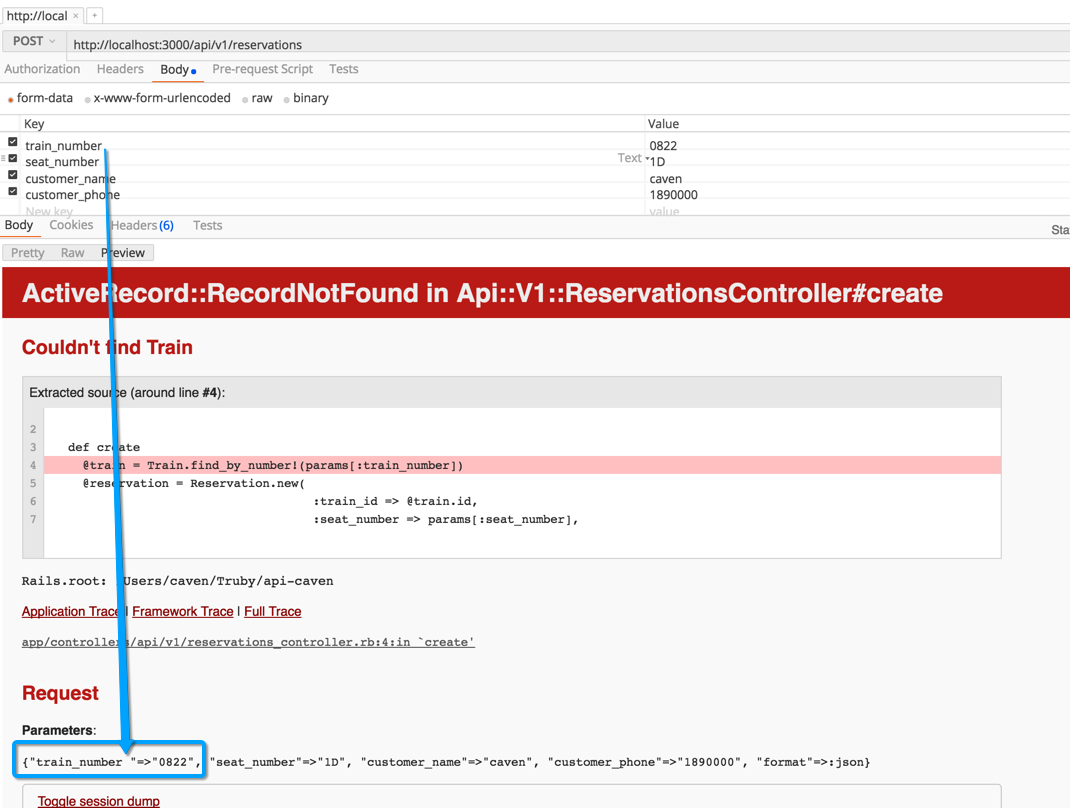 http://local × +
POST http://localhost:3000/api/v1/reservations
Authorization Headers Body Pre-request Script Tests
form-data x-www-form-urlencoded raw binary
Key Value
train_number 0822
seat_number Text 1D
customer_name caven
customer_phone 1890000
New key value
Body Cookies Headers (6) Tests Sta
Pretty Raw Preview
ActiveRecord::RecordNotFound in Api::V1::ReservationsController#create
Couldn't find Train
Extracted source (around line #4):
2
3 def create
4 @train = Train.find_by_number!(params[:train_number])
5 @reservation = Reservation.new(
6 :train_id => @train.id,
7 :seat_number => params[:seat_number],
Rails.root: /Users/caven/Truby/api-caven
Application Trace | Framework Trace | Full Trace
app/controllers/api/v1/reservations_controller.rb:4:in `create'
Request
Parameters:
{"train_number "=>"0822", "seat_number"=>"1D", "customer_name"=>"caven", "customer_phone"=>"1890000", "format"=>:json}
Toggle session dump